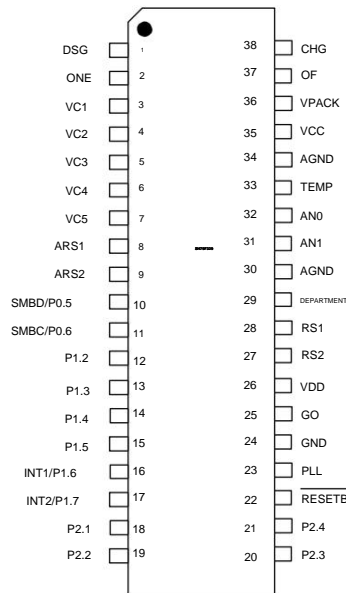 DSG 1 38 CHG
ONE 2 37 OF
VC1 3 36 VPACK
VC2 4 35 VCC
VC3 5 34 AGND
VC4 6 33 TEMP
VC5 7 32 AN0
ARS1 8 31 AN1
ARS2 9 30 AGND
SMBD/P0.5 10 29 DEPARTMENT
SMBC/P0.6 11 28 RS1
P1.2 12 27 RS2
P1.3 13 26 VDD
P1.4 14 25 GO
P1.5 15 24 GND
INT1/P1.6 16 23 PLL
INT2/P1.7 17 22 RESETB
P2.1 18 21 P2.4
P2.2 19 20 P2.3